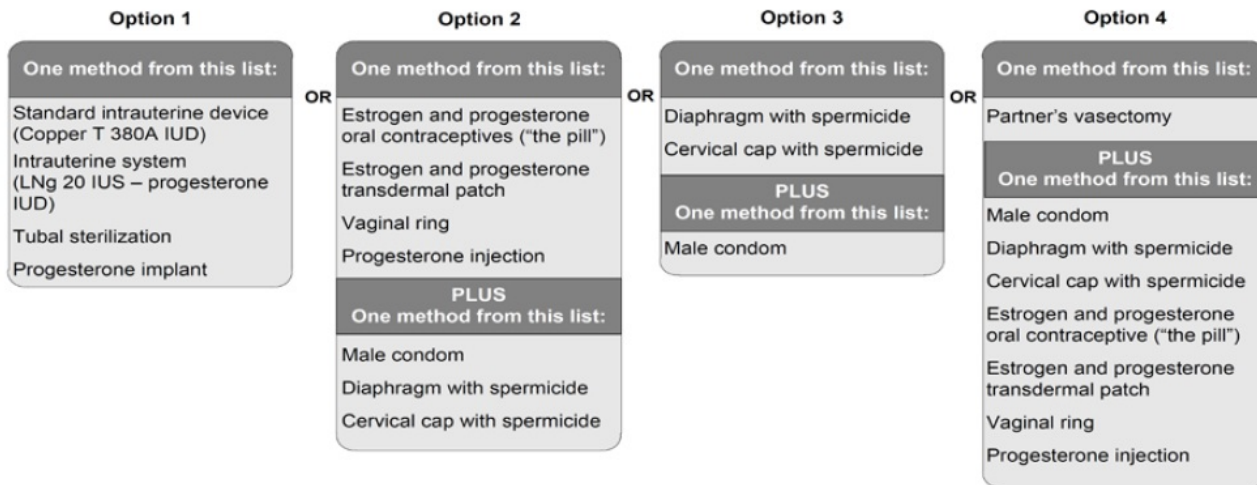 Option 1
One method from this list:
Standard intrauterine device
(Copper T 380A IUD)
Intrauterine system
(LNg 20 IUS – progesterone
IUD)
Tubal sterilization
Progesterone implant
OR
Option 2
One method from this list:
Estrogen and progesterone
oral contraceptives (“the pill”)
Estrogen and progesterone
transdermal patch
Vaginal ring
Progesterone injection
PLUS
One method from this list:
Male condom
Diaphragm with spermicide
Cervical cap with spermicide
OR
Option 3
One method from this list:
Diaphragm with spermicide
Cervical cap with spermicide
PLUS
One method from this list:
Male condom
OR
Option 4
One method from this list:
Partner’s vasectomy
PLUS
One method from this list:
Male condom
Diaphragm with spermicide
Cervical cap with spermicide
Estrogen and progesterone
oral contraceptive (“the pill”)
Estrogen and progesterone
transdermal patch
Vaginal ring
Progesterone injection